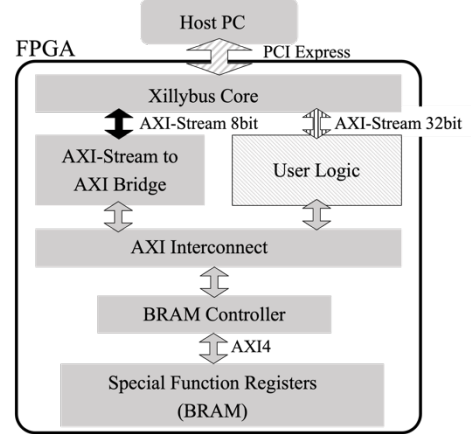 Host PC
FPGA
PCI Express
Xillybus Core
AXI-Stream 8bit
AXI-Stream 32bit
AXI-Stream to
AXI Bridge
User Logic
AXI Interconnect
BRAM Controller
AXI4
Special Function Registers
(BRAM)